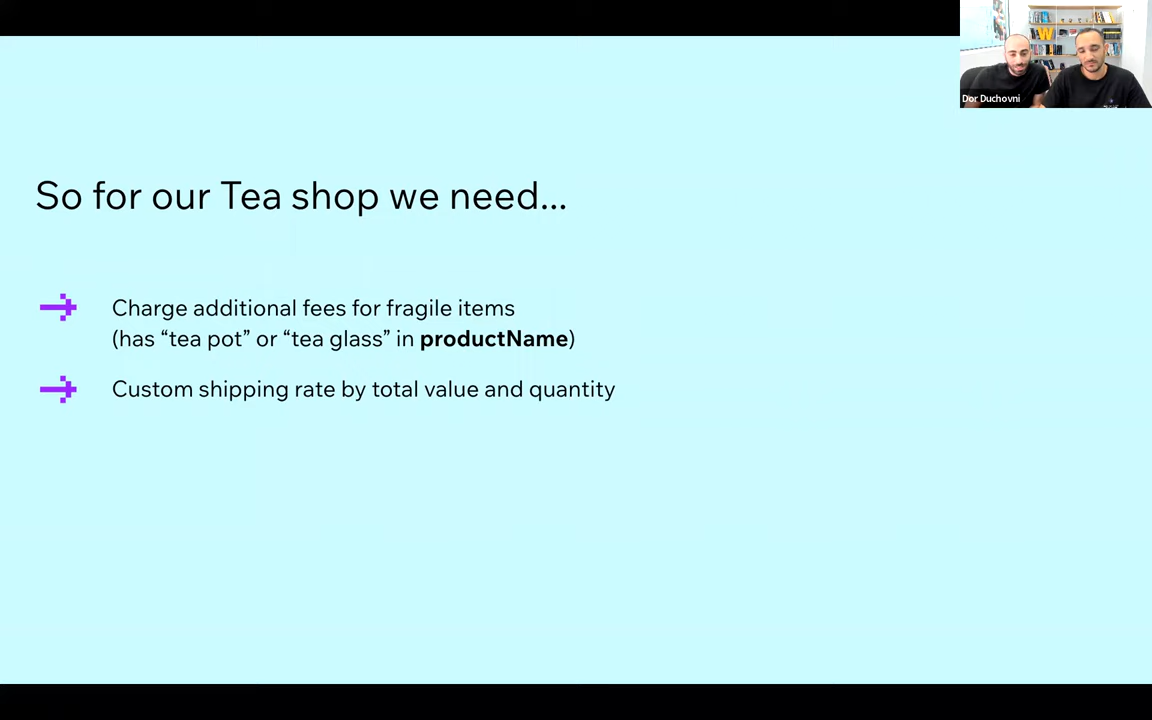 Dor Duchovni
So for our Tea shop we need...
Charge additional fees for fragile items
(has “tea pot” or “tea glass” in productName)
Custom shipping rate by total value and quantity